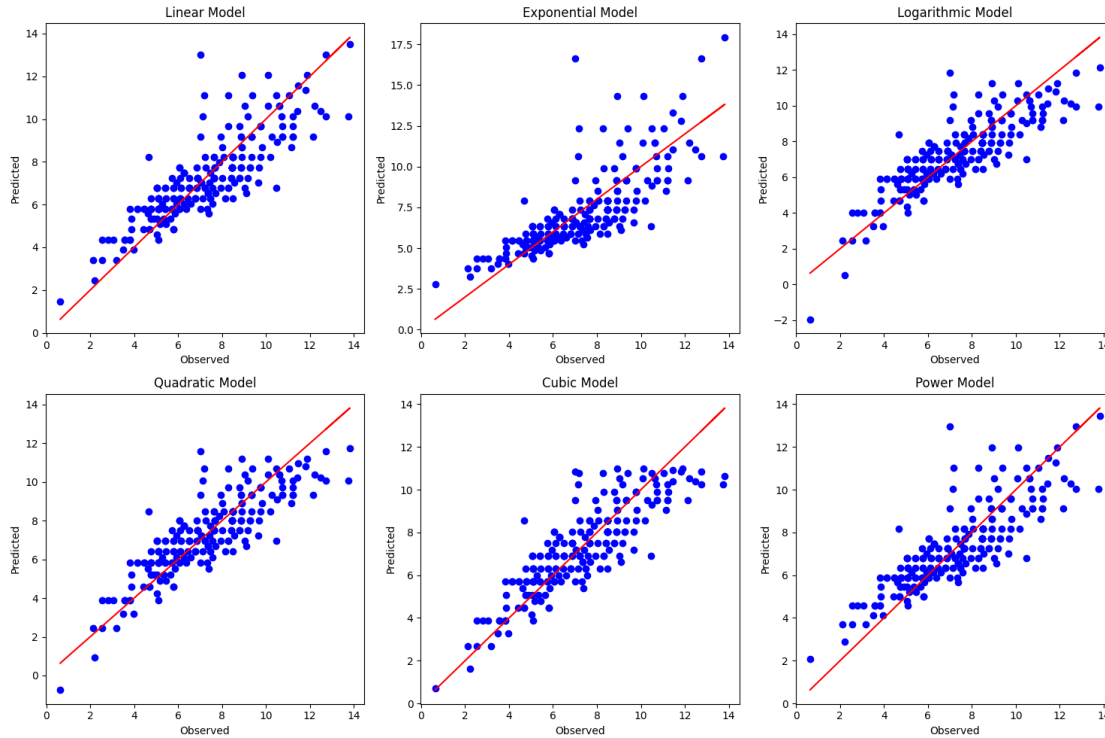 Linear Model
Exponential Model
Logarithmic Model
14
12
10
8
6
4
2
0
Predicted
0 2 4 6 8 10 12 14
Observed
17.5
15.0
12.5
10.0
7.5
5.0
2.5
0.0
Predicted
0 2 4 6 8 10 12 14
Observed
14
12
10
8
6
4
2
0
−2
Predicted
0 2 4 6 8 10 12 14
Observed
Quadratic Model
Cubic Model
Power Model
14
12
10
8
6
4
2
0
Predicted
0 2 4 6 8 10 12 14
Observed
14
12
10
8
6
4
2
0
Predicted
0 2 4 6 8 10 12 14
Observed
14
12
10
8
6
4
2
0
Predicted
0 2 4 6 8 10 12 14
Observed